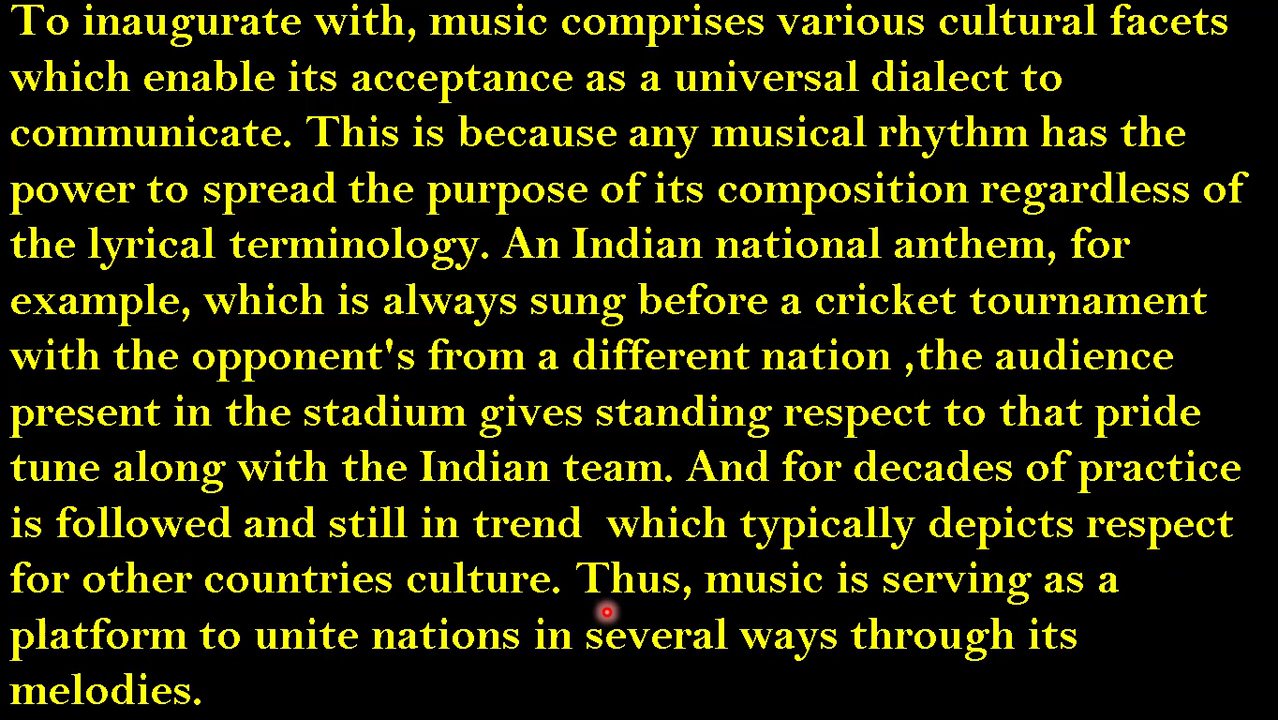 To inaugurate with, music comprises various cultural facets
which enable its acceptance as a universal dialect to
communicate. This is because any musical rhythm has the
power to spread the purpose of its composition regardless of
the lyrical terminology. An Indian national anthem, for
example, which is always sung before a cricket tournament
with the opponent's from a different nation ,the audience
present in the stadium gives standing respect to that pride
tune along with the Indian team. And for decades of practice
is followed and still in trend  which typically depicts respect
for other countries culture. Thus, music is serving as a
platform to unite nations in several ways through its
melodies.